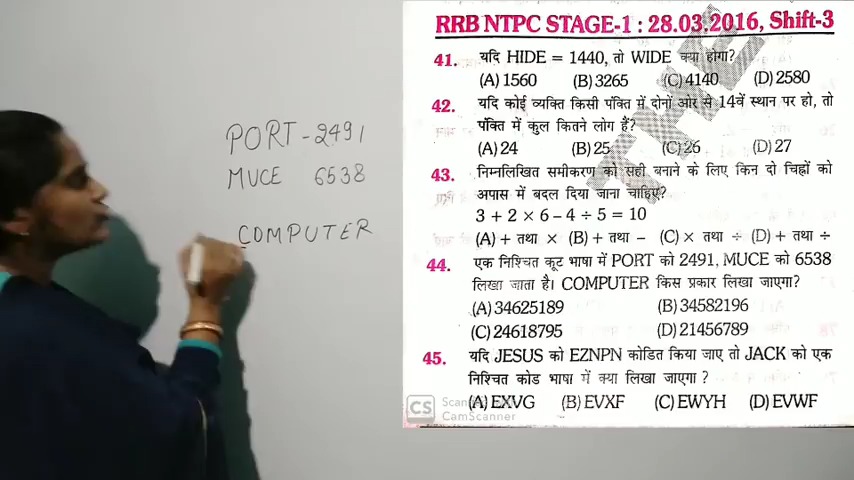 PORT - 2491
MUCE 6538
COMPUTER
RRB NTPC STAGE-1 : 28.03.2016, Shift-3
41. यदि HIDE = 1440, तो WIDE क्या होगा?
(A) 1560 (B) 3265 (C) 4140 (D) 2580
42. यदि कोई व्यक्ति किसी पंक्ति में दोनों ओर से 14वें स्थान पर हो, तो
पंक्ति में कुल कितने लोग हैं?
(A) 24 (B) 25 (C) 26 (D) 27
43. निम्नलिखित समीकरण को सही बनाने के लिए किन दो चिह्नों को
अपास में बदल दिया जाना चाहिए?
3 + 2 × 6 – 4 ÷ 5 = 10
(A) + तथा × (B) + तथा – (C) × तथा ÷ (D) + तथा ÷
44. एक निश्चित कूट भाषा में PORT को 2491, MUCE को 6538
लिखा जाता है। COMPUTER किस प्रकार लिखा जाएगा?
(A) 34625189 (B) 34582196
(C) 24618795 (D) 21456789
45. यदि JESUS को EZNPN कोडित किया जाए तो JACK को एक
निश्चित कोड भाषा में क्या लिखा जाएगा ?
(A) EXVG (B) EVXF (C) EWYH (D) EVWF
CS CamScanner
THE